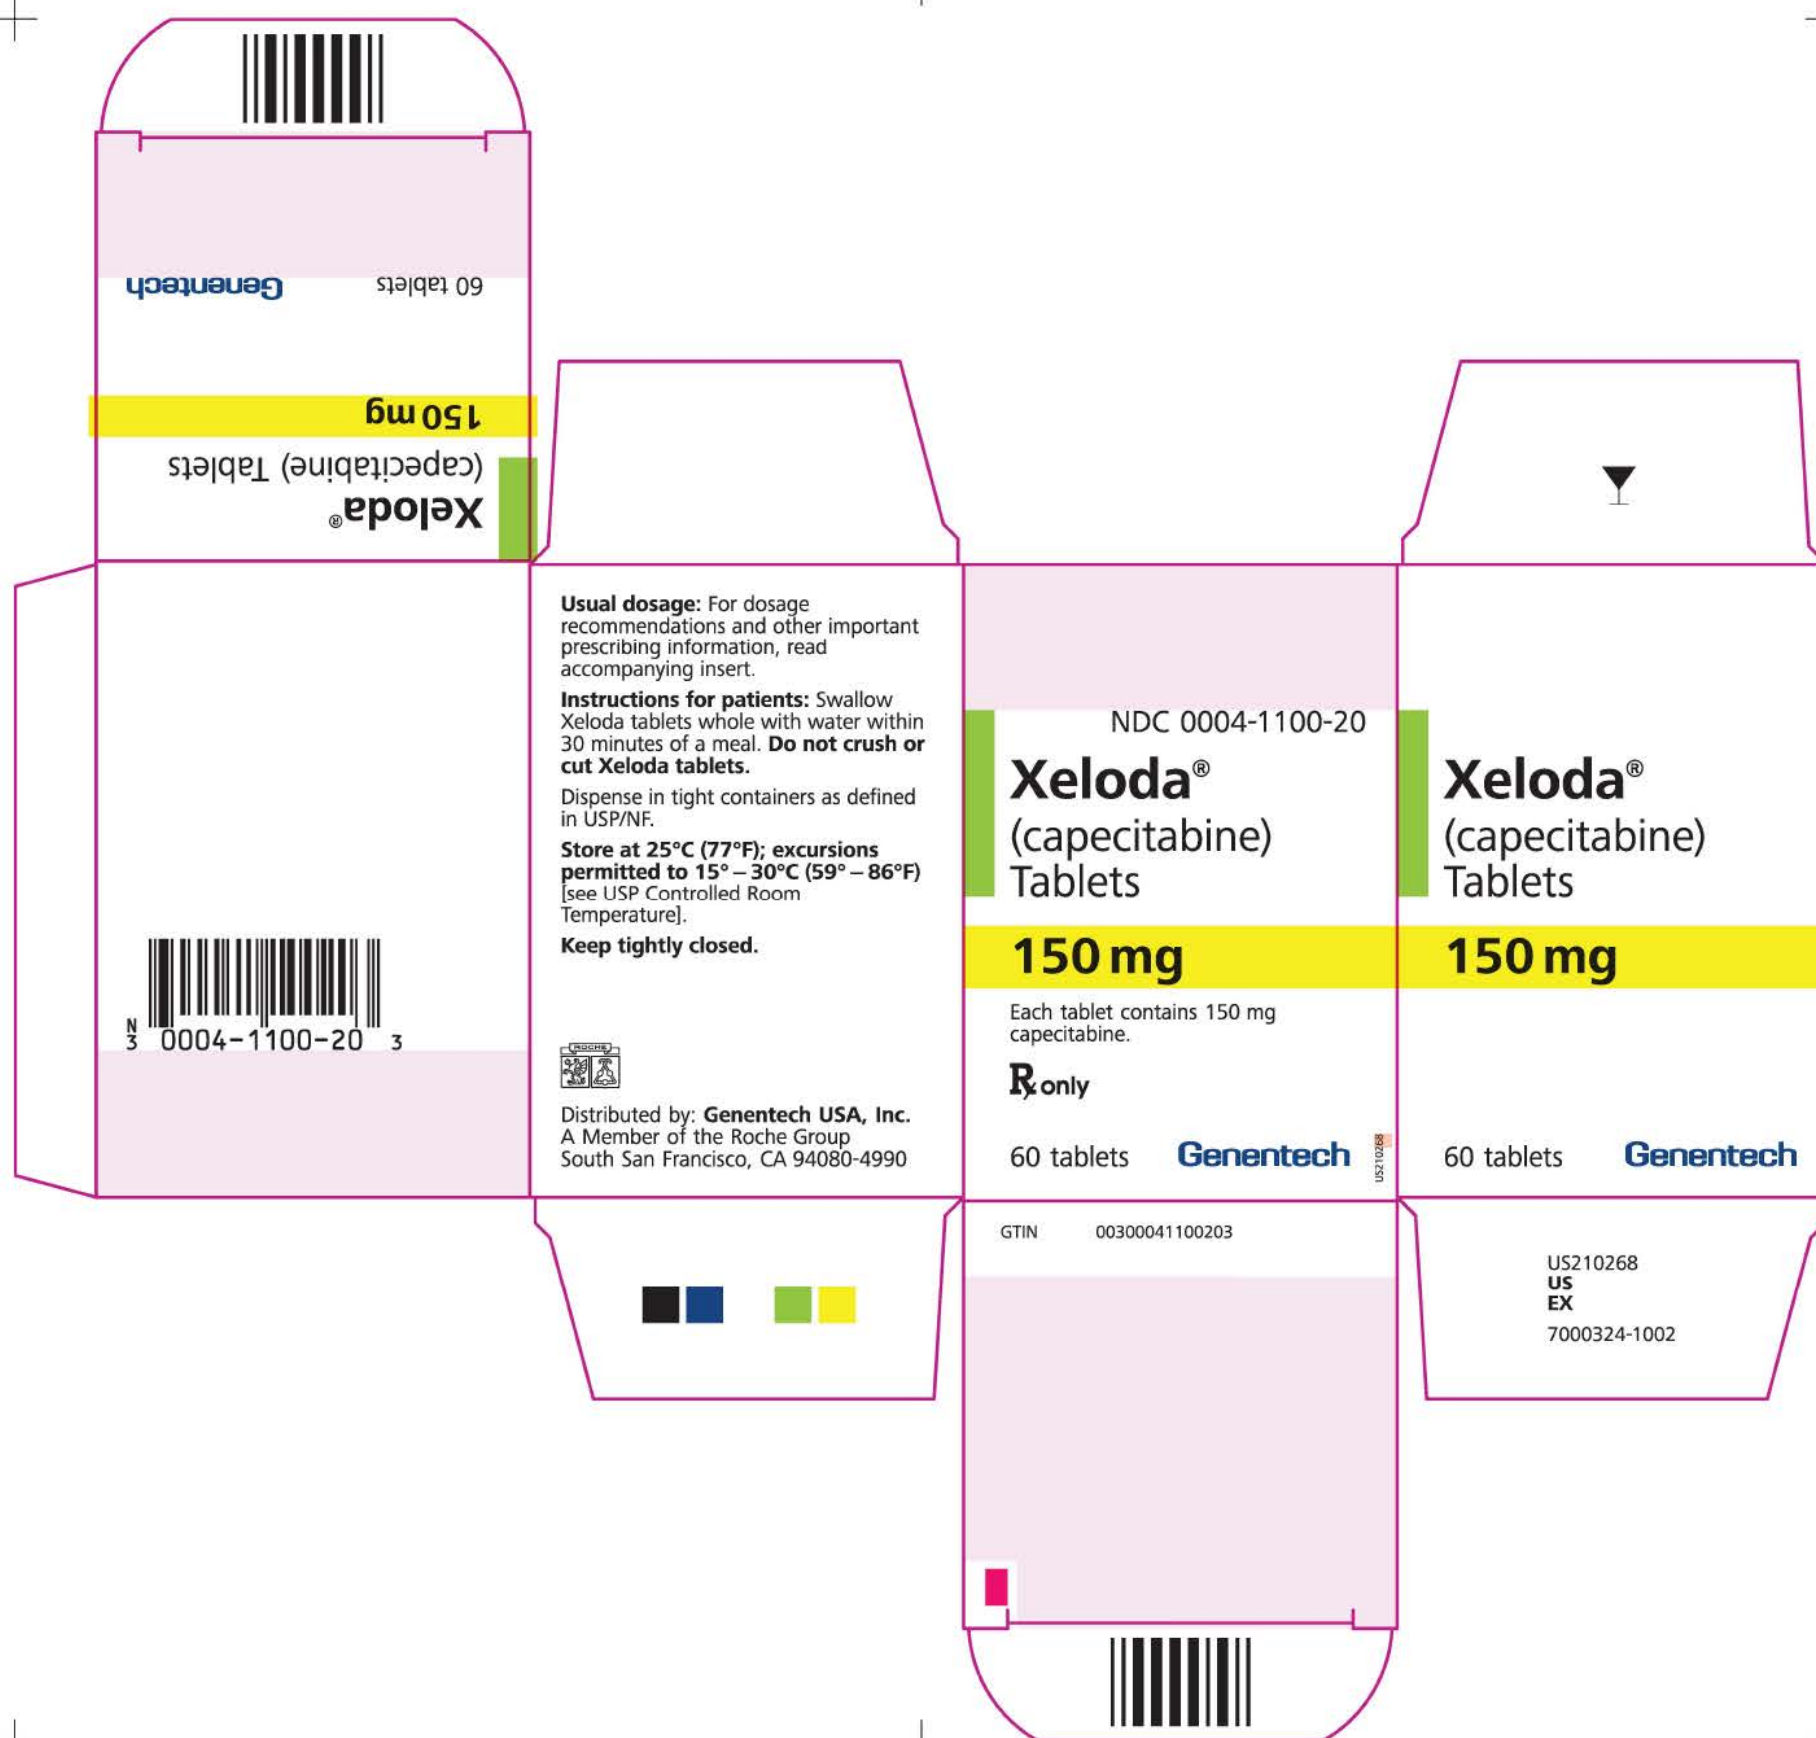 Genentech
60 tablets
150 mg
(capecitabine) Tablets
Xeloda®
N
3
0004-1100-20
3
Usual dosage: For dosage
recommendations and other important
prescribing information, read
accompanying insert.
Instructions for patients: Swallow
Xeloda tablets whole with water within
30 minutes of a meal. Do not crush or
cut Xeloda tablets.
Dispense in tight containers as defined
in USP/NF.
Store at 25°C (77°F); excursions
permitted to 15° – 30°C (59° – 86°F)
[see USP Controlled Room
Temperature].
Keep tightly closed.
ROCHE
Distributed by: Genentech USA, Inc.
A Member of the Roche Group
South San Francisco, CA 94080-4990
NDC 0004-1100-20
Xeloda®
(capecitabine)
Tablets
150 mg
Each tablet contains 150 mg
capecitabine.
Rx only
60 tablets Genentech
US210268
GTIN 00300041100203
Xeloda®
(capecitabine)
Tablets
150 mg
60 tablets Genentech
US210268
US
EX
7000324-1002